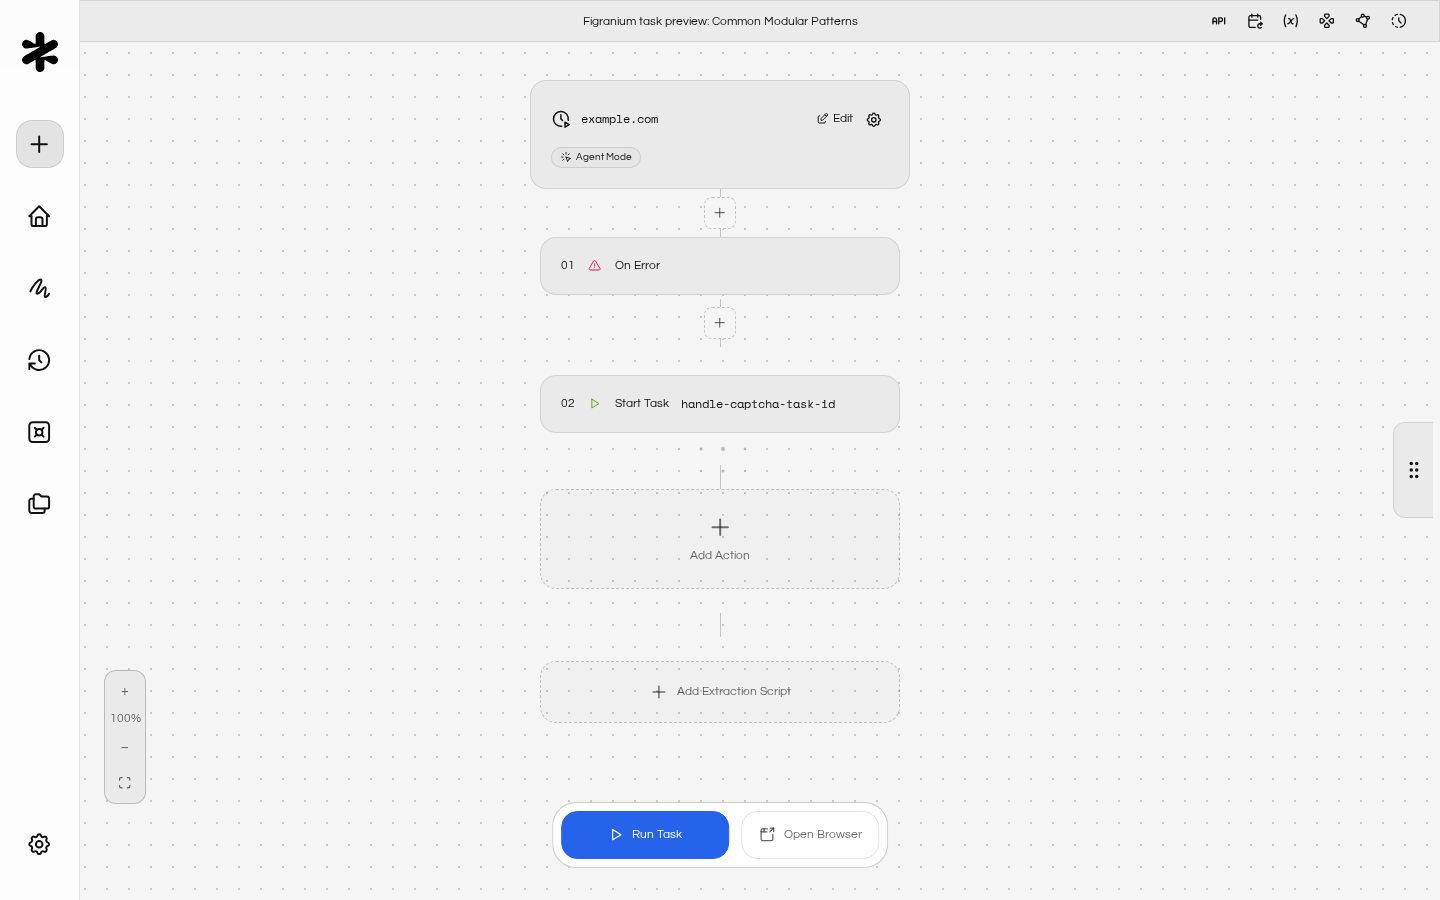 Figranium task preview: Common Modular Patterns
API
(x)
example.com
Edit
Agent Mode
01
On Error
02
Start Task
handle-captcha-task-id
Add Action
Add Extraction Script
+
100%
−
Run Task
Open Browser